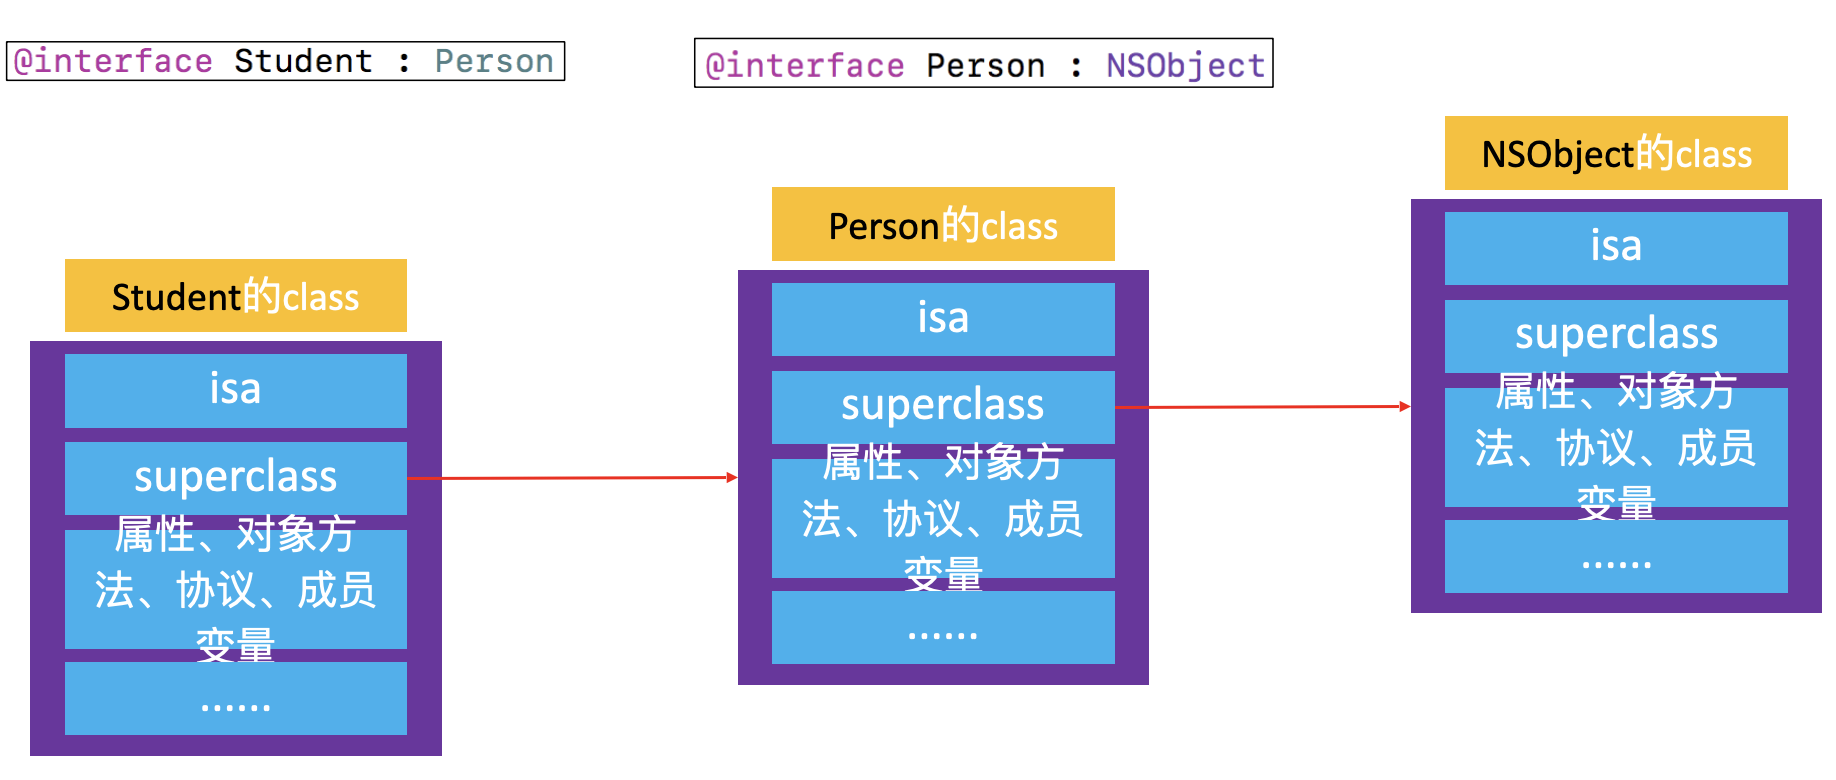 @interface Student : Person
@interface Person : NSObject
Student的class
isa
superclass
属性、对象方
法、协议、成员
变量
......
Person的class
isa
superclass
属性、对象方
法、协议、成员
变量
......
NSObject的class
isa
superclass
属性、对象方
法、协议、成员
变量
......